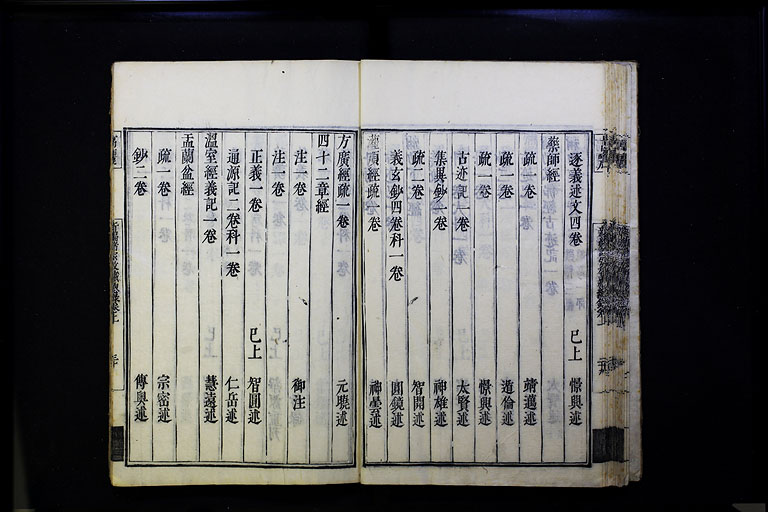 逐義述文四卷 已上 憬興述
藥師經
疏一卷 靖邁述
疏一卷 道倫述
疏一卷 憬興述
古迹記一卷 太賢述
集異鈔一卷 神雄述
疏二卷 智開述
義玄鈔四卷科一卷 圓鏡述
灌頂經疏一卷 神曇述
方廣經疏一卷 元曉述
四十二章經
注一卷 御注
注一卷
正義一卷 已上 智圓述
通源記二卷科一卷 仁岳述
溫室經義記一卷 慧遠述
盂蘭盆經
疏一卷 宗密述
鈔二卷 傳奧述